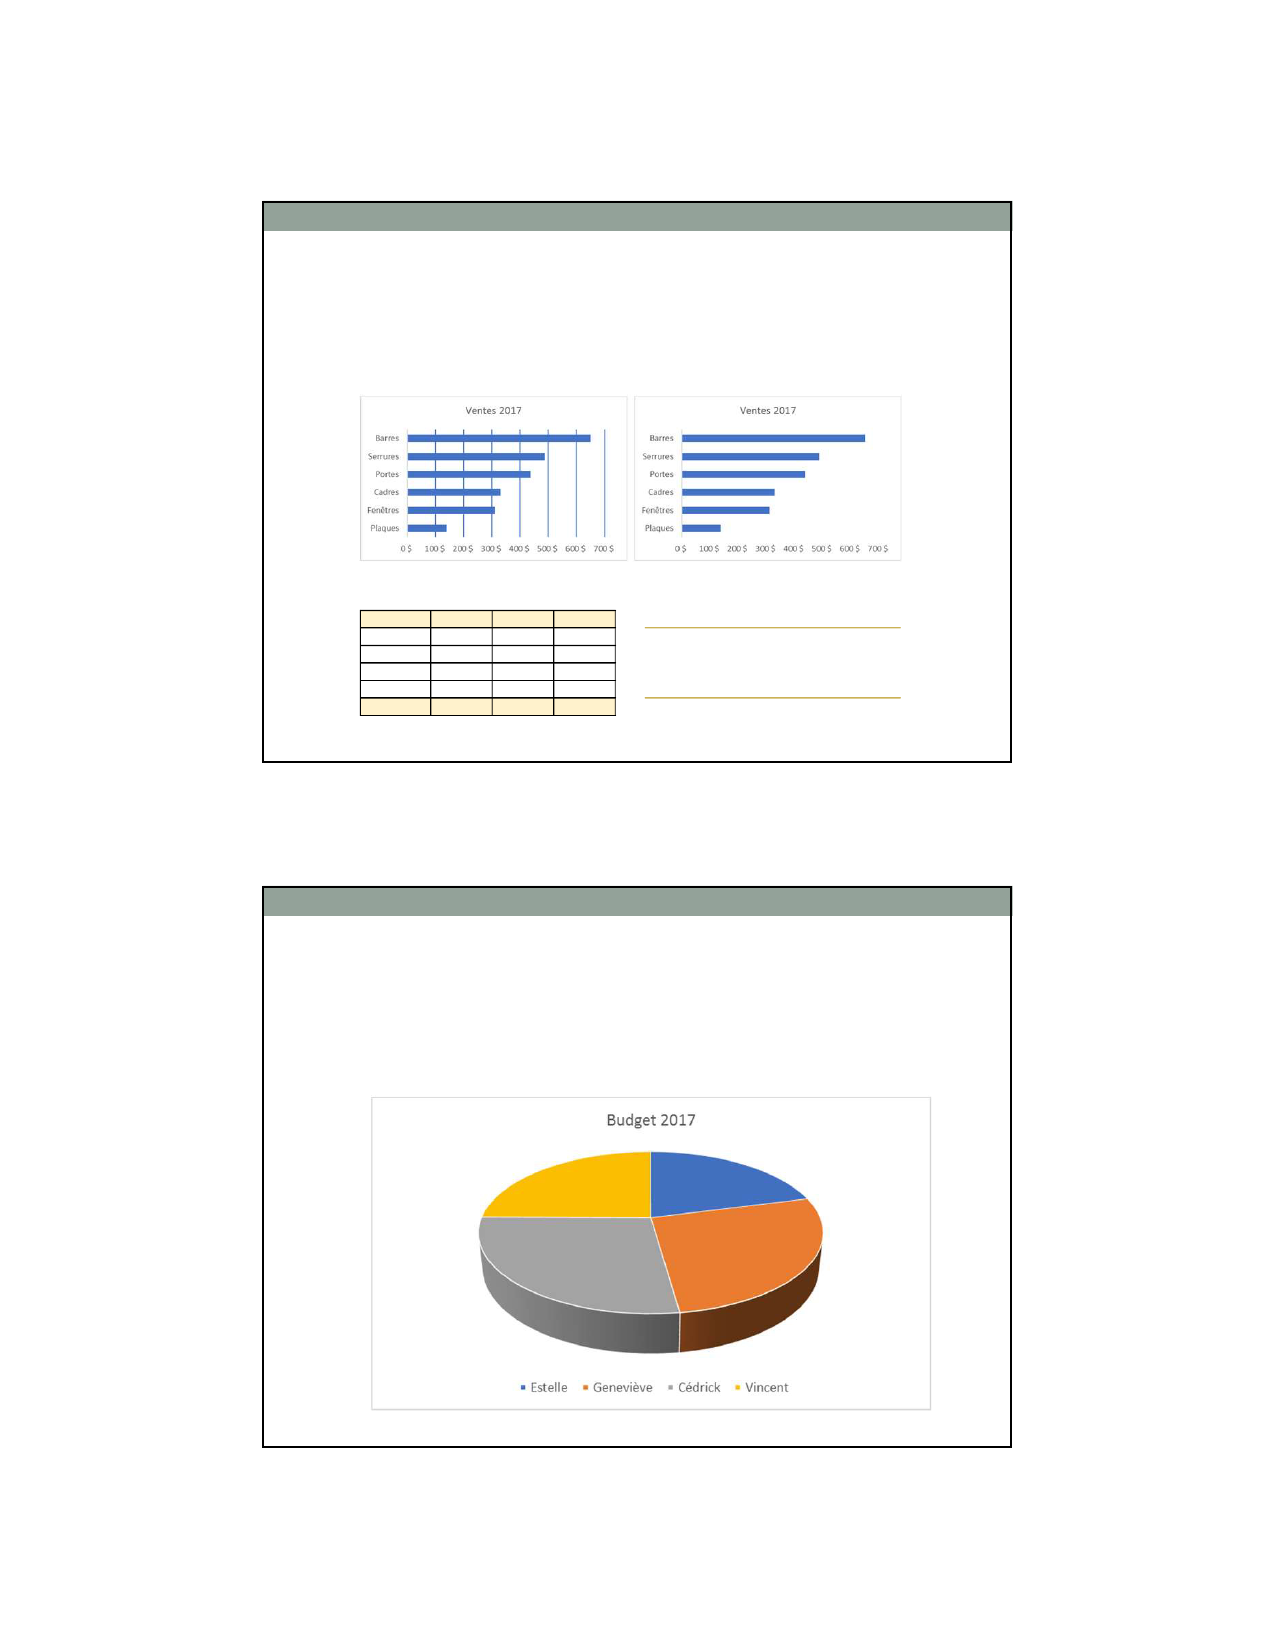 Ventes 2017
Barres
Serrures
Portes
Cadres
Fenêtres
Plaques
0 $ 100 $ 200 $ 300 $ 400 $ 500 $ 600 $ 700 $
Ventes 2017
Barres
Serrures
Portes
Cadres
Fenêtres
Plaques
0 $ 100 $ 200 $ 300 $ 400 $ 500 $ 600 $ 700 $
Budget 2017
Estelle Geneviève Cédrick Vincent